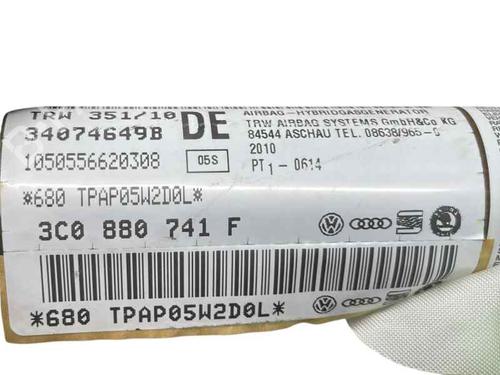 TRW 351/10
34074649B
DE
AIRBAG-HYBRIDGASGENERATOR
TRW AIRBAG SYSTEMS GmbH&Co KG
84544 ASCHAU TEL. 08638/965-0
2010
PT1-0614
1050556620308
05S
*680 TPAP05W2D0L*
3C0 880 741 F
*680 TPAP05W2D0L*